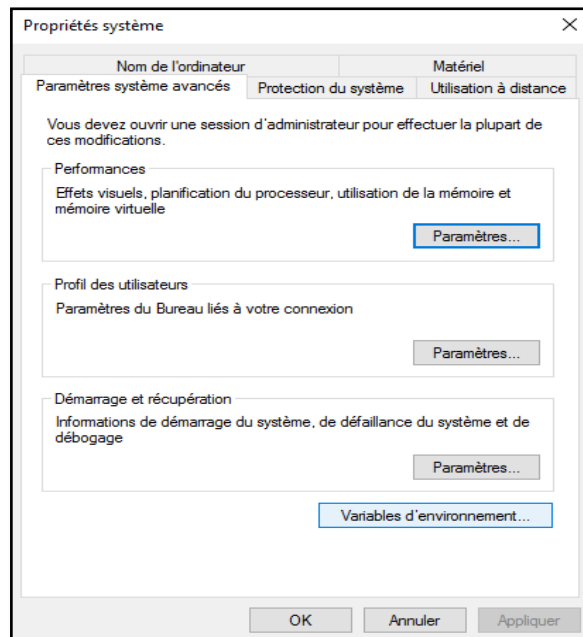 Propriétés système
Nom de l'ordinateur
Matériel
Paramètres système avancés
Protection du système
Utilisation à distance
Vous devez ouvrir une session d'administrateur pour effectuer la plupart de
ces modifications.
Performances
Effets visuels, planification du processeur, utilisation de la mémoire et
mémoire virtuelle
Paramètres...
Profil des utilisateurs
Paramètres du Bureau liés à votre connexion
Paramètres...
Démarrage et récupération
Informations de démarrage du système, de défaillance du système et de
débogage
Paramètres...
Variables d'environnement...
OK
Annuler
Appliquer